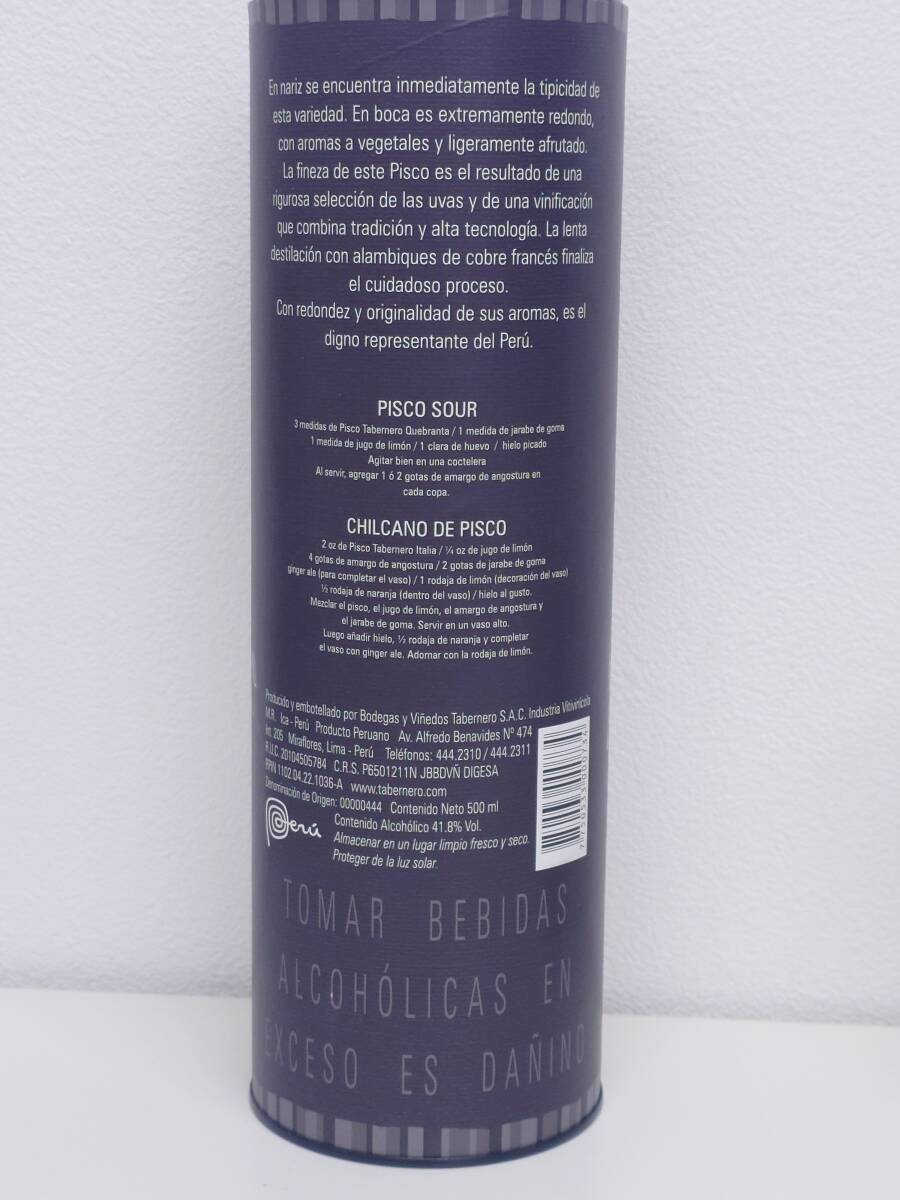 En nariz se encuentra inmediatamente la tipicidad de
esta variedad. En boca es extremamente redondo,
con aromas a vegetales y ligeramente afrutado.
La fineza de este Pisco es el resultado de una
rigurosa selección de las uvas y de una vinificación
que combina tradición y alta tecnología. La lenta
destilación con alambiques de cobre francés finaliza
el cuidadoso proceso.
Con redondez y originalidad de sus aromas, es el
digno representante del Perú.
PISCO SOUR
3 medidas de Pisco Tabernero Quebranta / 1 medida de jarabe de goma
1 medida de jugo de limón / 1 clara de huevo / hielo picado
Agitar bien en una coctelera
Al servir, agregar 1 ó 2 gotas de amargo de angostura en
cada copa.
CHILCANO DE PISCO
2 oz de Pisco Tabernero Italia / ¼ oz de jugo de limón
4 gotas de amargo de angostura / 2 gotas de jarabe de goma
ginger ale (para completar el vaso) / 1 rodaja de limón (decoración del vaso)
½ rodaja de naranja (dentro del vaso) / hielo al gusto.
Mezclar el pisco, el jugo de limón, el amargo de angostura y
el jarabe de goma. Servir en un vaso alto.
Luego añadir hielo, ½ rodaja de naranja y completar
el vaso con ginger ale. Adornar con la rodaja de limón.
Producido y embotellado por Bodegas y Viñedos Tabernero S.A.C. Industria Vitivinícola
M.R. Ica - Perú Producto Peruano Av. Alfredo Benavides Nº 474
Int. 205 Miraflores, Lima - Perú Teléfonos: 444.2310 / 444.2311
R.U.C. 20104505784 C.R.S. P6501211N JBBDVÑ DIGESA
RPIN 1102.04.22.1036-A www.tabernero.com
Denominación de Origen: 00000444 Contenido Neto 500 ml
Perú Contenido Alcohólico 41.8% Vol.
Almacenar en un lugar limpio fresco y seco.
Proteger de la luz solar.
TOMAR BEBIDAS
ALCOHÓLICAS EN
EXCESO ES DAÑINO